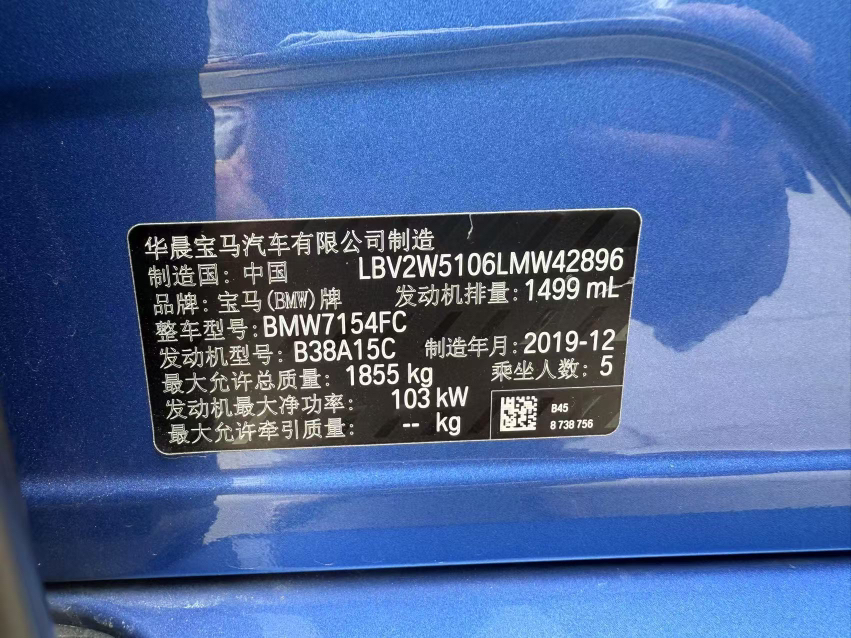 华晨宝马汽车有限公司制造
制造国：中国 LBV2W5106LMW42896
品牌：宝马(BMW)牌 发动机排量：1499 mL
整车型号：BMW7154FC
发动机型号：B38A15C 制造年月：2019-12
最大允许总质量：1855 kg 乘坐人数：5
发动机最大净功率：103 kW
最大允许牵引质量：-- kg
B45
8 738 756